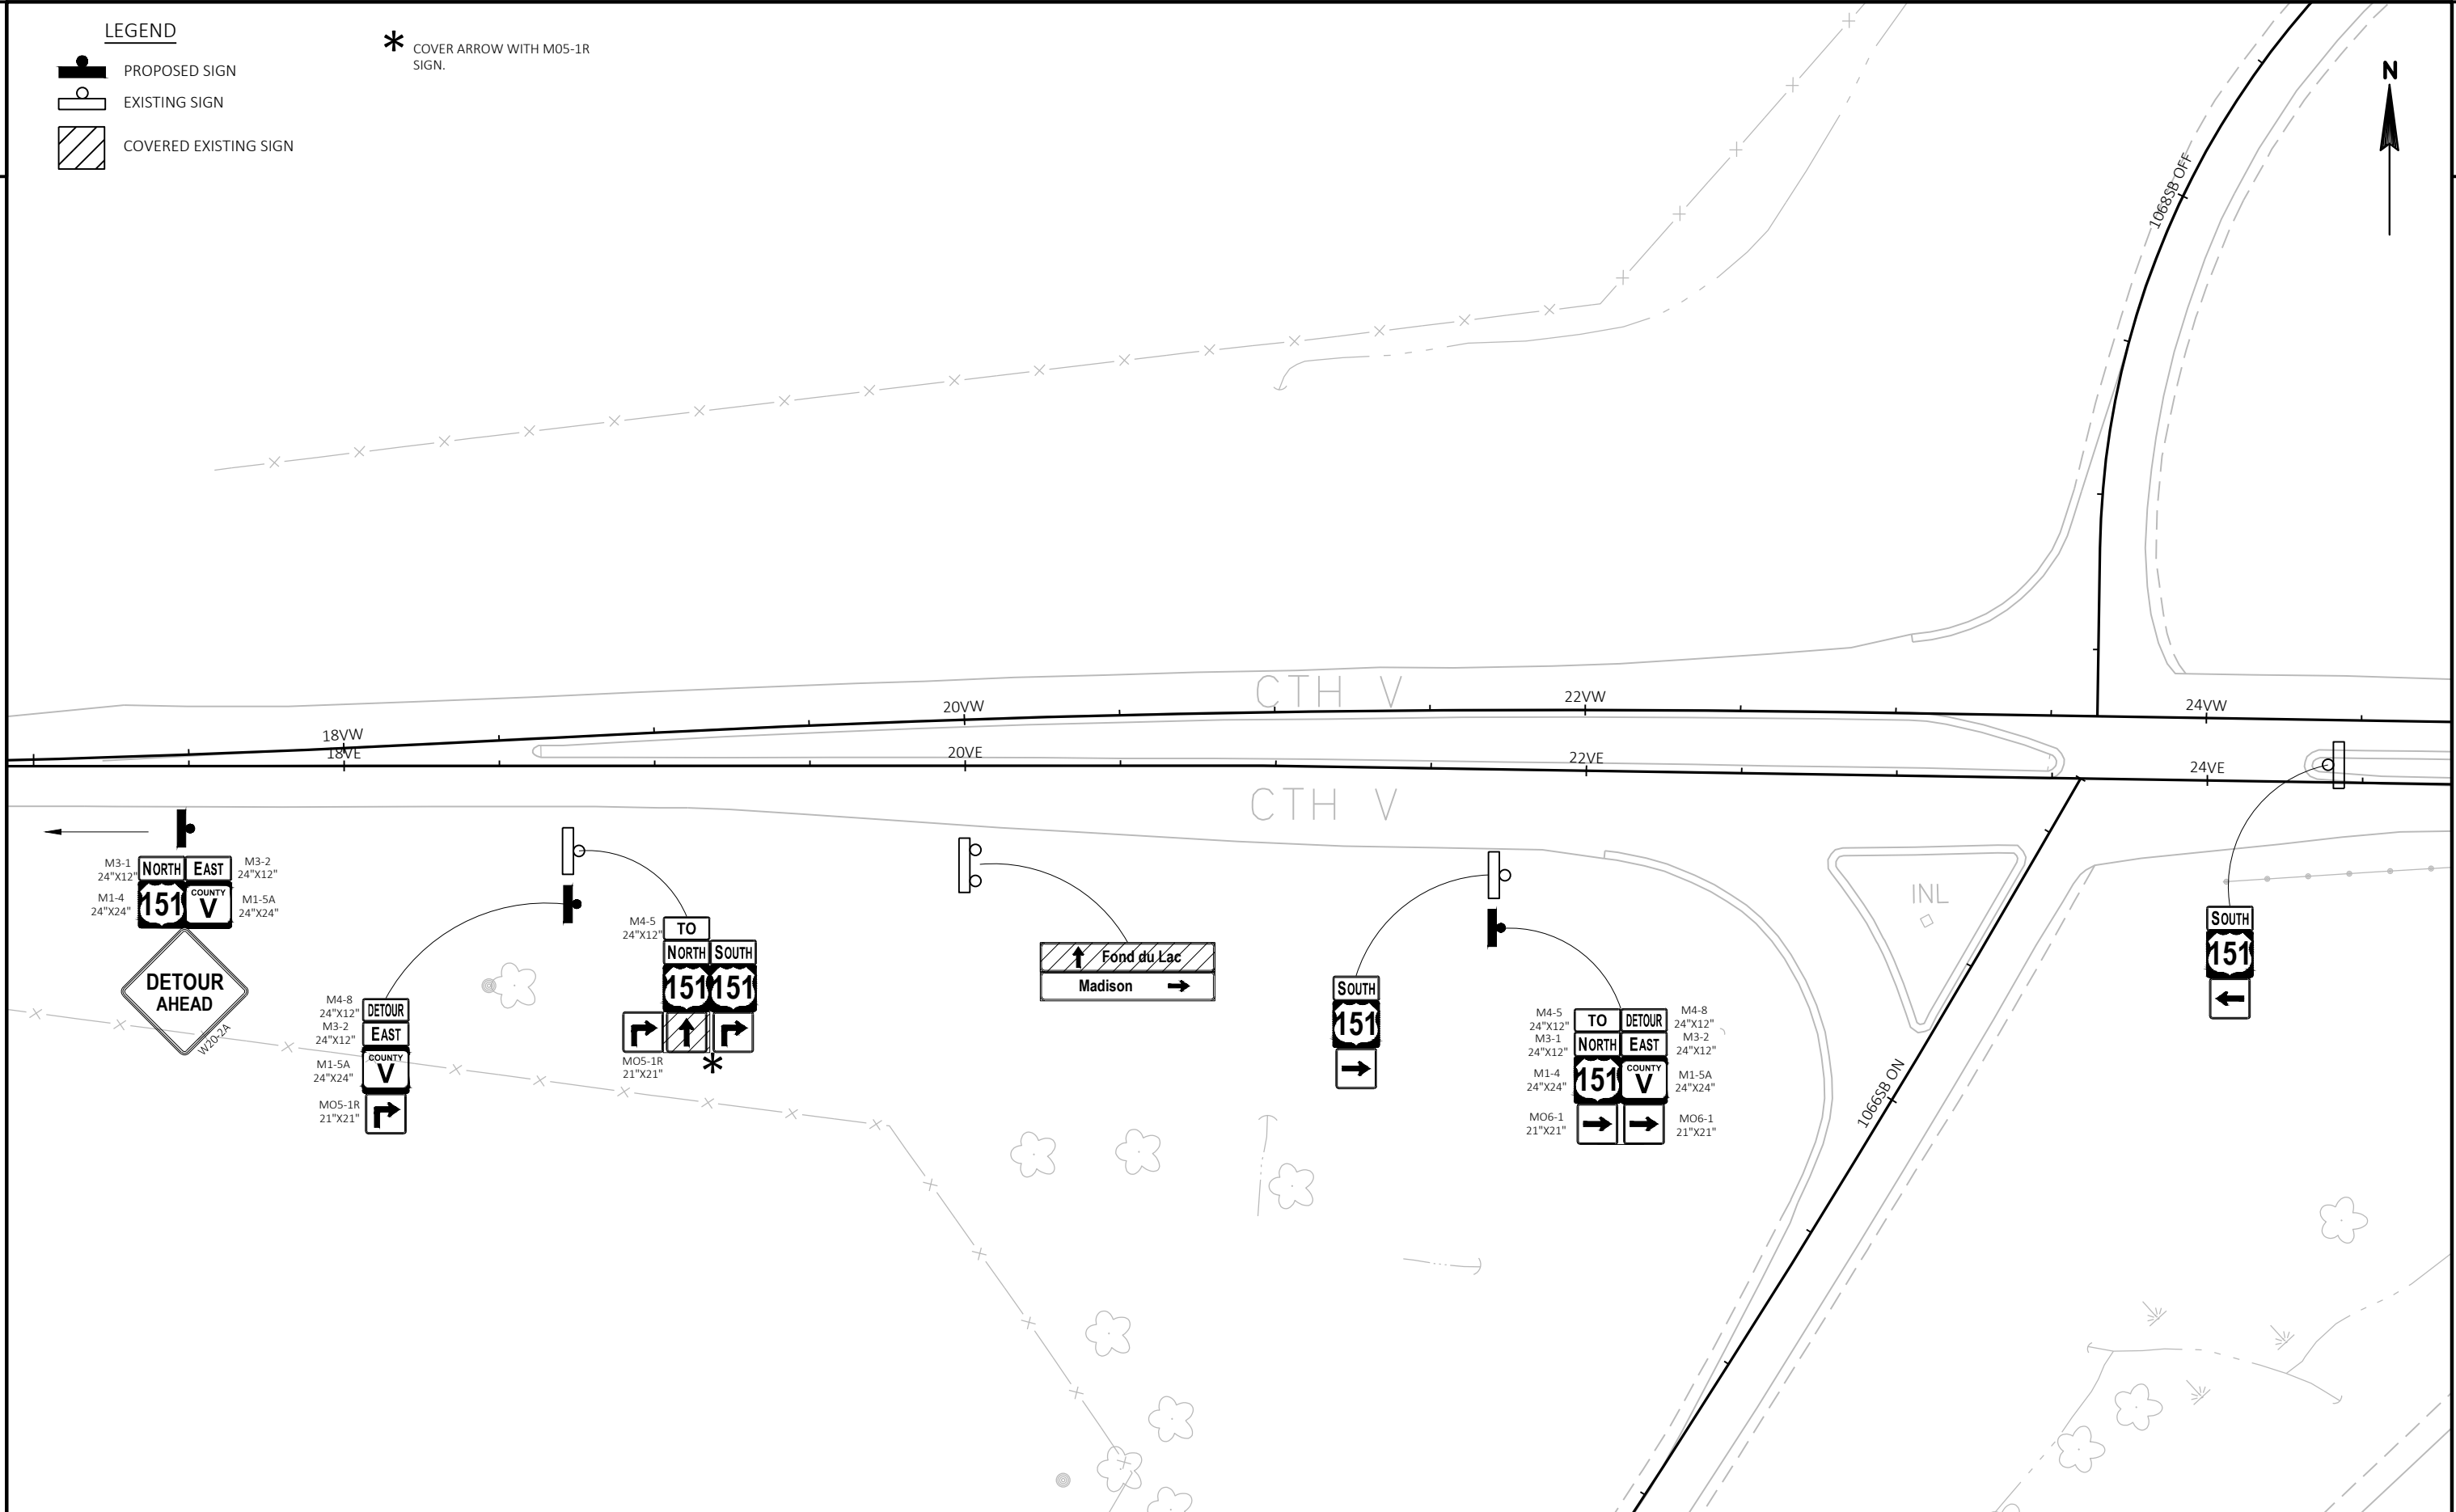 LEGEND
PROPOSED SIGN
EXISTING SIGN
COVERED EXISTING SIGN
* COVER ARROW WITH M05-1R
SIGN.
N
1068SB OFF
CTH V
18VW
20VW
22VW
24VW
18VE
20VE
22VE
24VE
CTH V
M3-1
24"X12"
NORTH
EAST
M3-2
24"X12"
M1-4
24"X24"
151
COUNTY
V
M1-5A
24"X24"
DETOUR
AHEAD
W20-2A
M4-8
24"X12"
DETOUR
M3-2
24"X12"
EAST
M1-5A
24"X24"
COUNTY
V
MO5-1R
21"X21"
M4-5
24"X12"
TO
NORTH
SOUTH
151
151
MO5-1R
21"X21"
*
Fond du Lac
Madison
SOUTH
151
M4-5
24"X12"
TO
DETOUR
M4-8
24"X12"
M3-1
24"X12"
NORTH
EAST
M3-2
24"X12"
M1-4
24"X24"
151
COUNTY
V
M1-5A
24"X24"
MO6-1
21"X21"
MO6-1
21"X21"
INL
1066SB ON
SOUTH
151